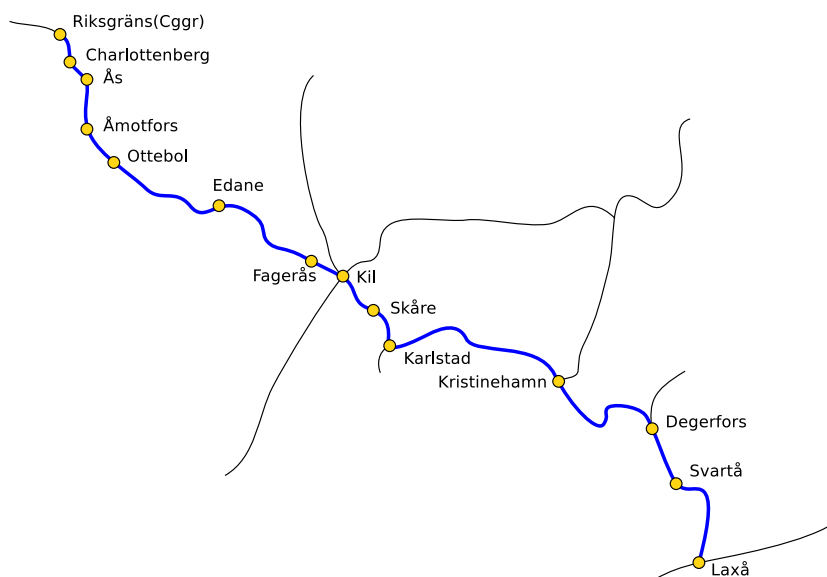 Riksgräns(Cggr)
Charlottenberg
Ås
Åmotfors
Ottebol
Edane
Fagerås
Kil
Skåre
Karlstad
Kristinehamn
Degerfors
Svartå
Laxå